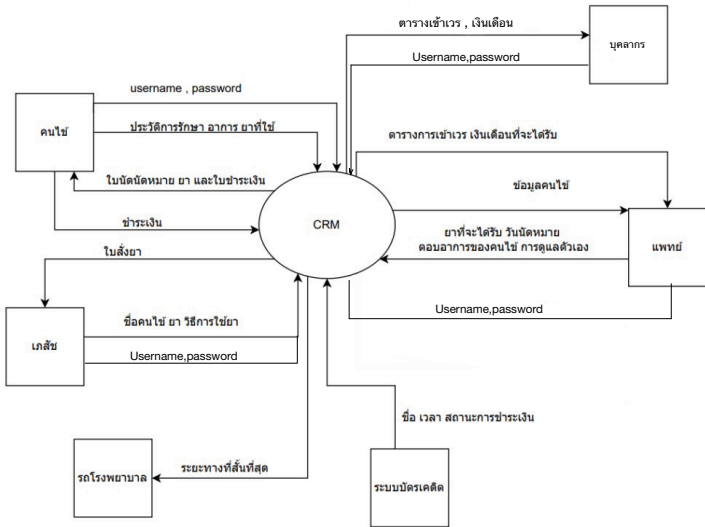 ตารางเข้าเวร , เงินเดือน
บุคลากร
Username,password
username , password
คนไข้
ประวัติการรักษา อาการ ยาที่ใช้
ตารางการเข้าเวร เงินเดือนที่จะได้รับ
ใบนัดนัดหมาย ยา และใบชำระเงิน
ข้อมูลคนไข้
ชำระเงิน
CRM
แพทย์
ยาที่จะได้รับ วันนัดหมาย
ตอบอาการของคนไข้ การดูแลตัวเอง
ใบสั่งยา
Username,password
ชื่อคนไข้ ยา วิธีการใช้ยา
เภสัช
Username,password
ชื่อ เวลา สถานะการชำระเงิน
ระยะทางที่สั้นที่สุด
รถโรงพยาบาล
ระบบบัตรเคดิต